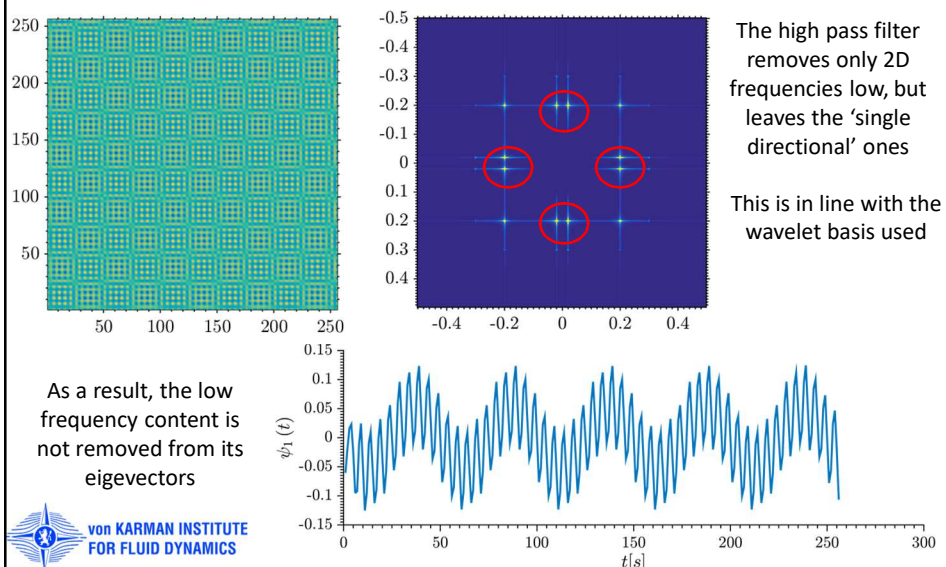 250
200
150
100
50
50
100
150
200
250
-0.5
-0.4
-0.3
-0.2
-0.1
0
0.1
0.2
0.3
0.4
-0.4
-0.2
0
0.2
0.4
The high pass filter
removes only 2D
frequencies low, but
leaves the ‘single
directional’ ones
This is in line with the
wavelet basis used
As a result, the low
frequency content is
not removed from its
eigevectors
0.15
0.1
0.05
0
-0.05
-0.1
-0.15
ψ1 (t)
0
50
100
150
200
250
300
t[s]
von KARMAN INSTITUTE
FOR FLUID DYNAMICS